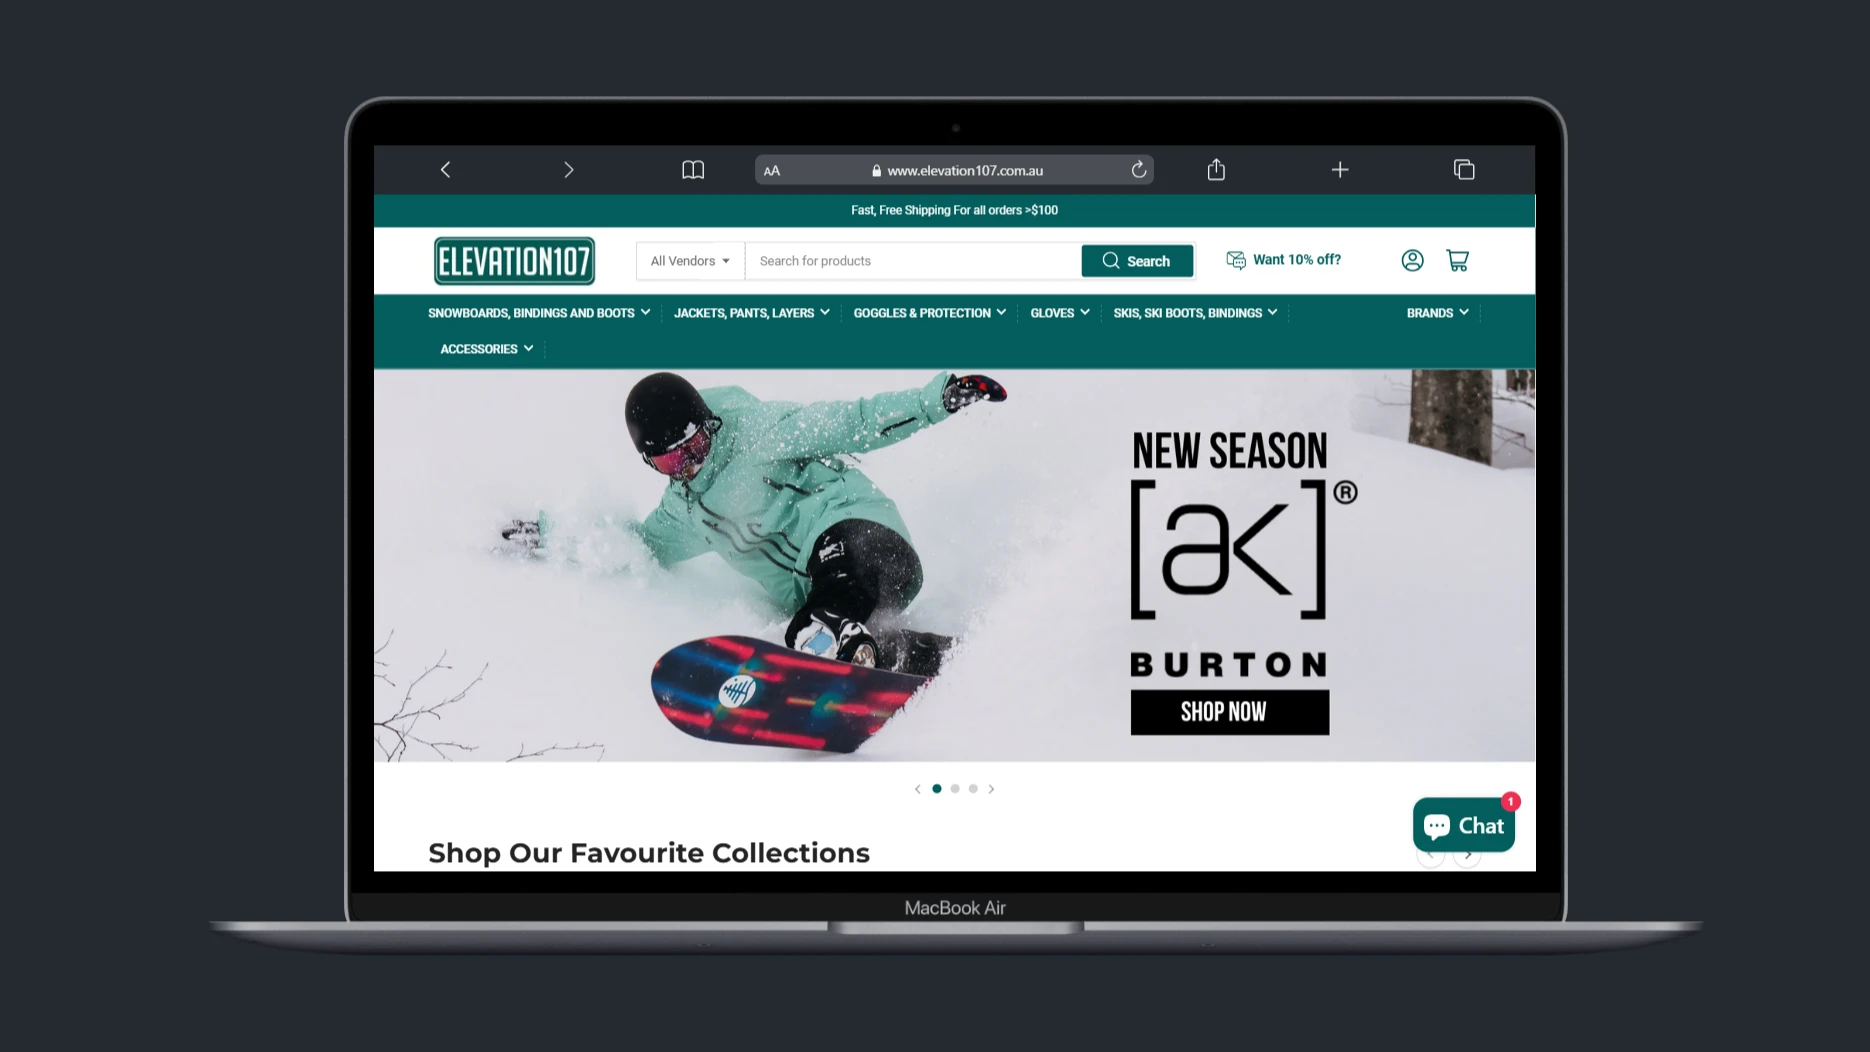 AA www.elevation107.com.au
Fast, Free Shipping For all orders >$100
ELEVATION107
All Vendors
Search for products
Search
Want 10% off?
SNOWBOARDS, BINDINGS AND BOOTS
JACKETS, PANTS, LAYERS
GOGGLES & PROTECTION
GLOVES
SKIS, SKI BOOTS, BINDINGS
BRANDS
ACCESSORIES
NEW SEASON
[ak]®
BURTON
SHOP NOW
1
Chat
Shop Our Favourite Collections
MacBook Air